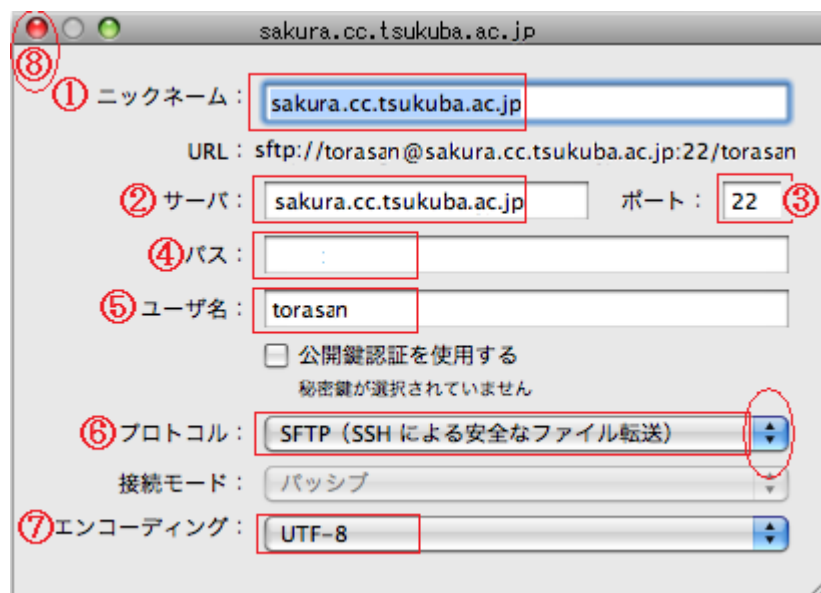 sakura.cc.tsukuba.ac.jp
⑧
① ニックネーム： sakura.cc.tsukuba.ac.jp
URL： sftp://torasan@sakura.cc.tsukuba.ac.jp:22/torasan
② サーバ： sakura.cc.tsukuba.ac.jp ポート： 22 ③
④ パス：
⑤ ユーザ名： torasan
公開鍵認証を使用する
秘密鍵が選択されていません
⑥ プロトコル： SFTP（SSH による安全なファイル転送）
接続モード： パッシブ
⑦ エンコーディング： UTF-8